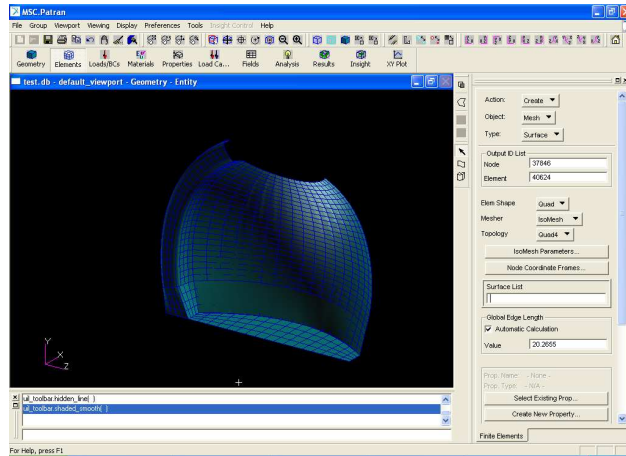 MSC.Patran
File Group Viewport Viewing Display Preferences Tools Insight Control Help
Geometry Elements Loads/BCs Materials Properties Load Ca... Fields Analysis Results Insight XY Plot
test.db - default_viewport - Geometry - Entity
Action: Create
Object: Mesh
Type: Surface
Output ID List
Node 37846
Element 40624
Elem Shape Quad
Mesher IsoMesh
Topology Quad4
IsoMesh Parameters...
Node Coordinate Frames...
Surface List
Global Edge Length
Automatic Calculation
Value 20.2655
Prop. Name: - None -
Prop. Type: - N/A -
Select Existing Prop...
Create New Property...
Finite Elements
Y
X
Z
uil_toolbar.hidden_line( )
uil_toolbar.shaded_smooth( )
For Help, press F1